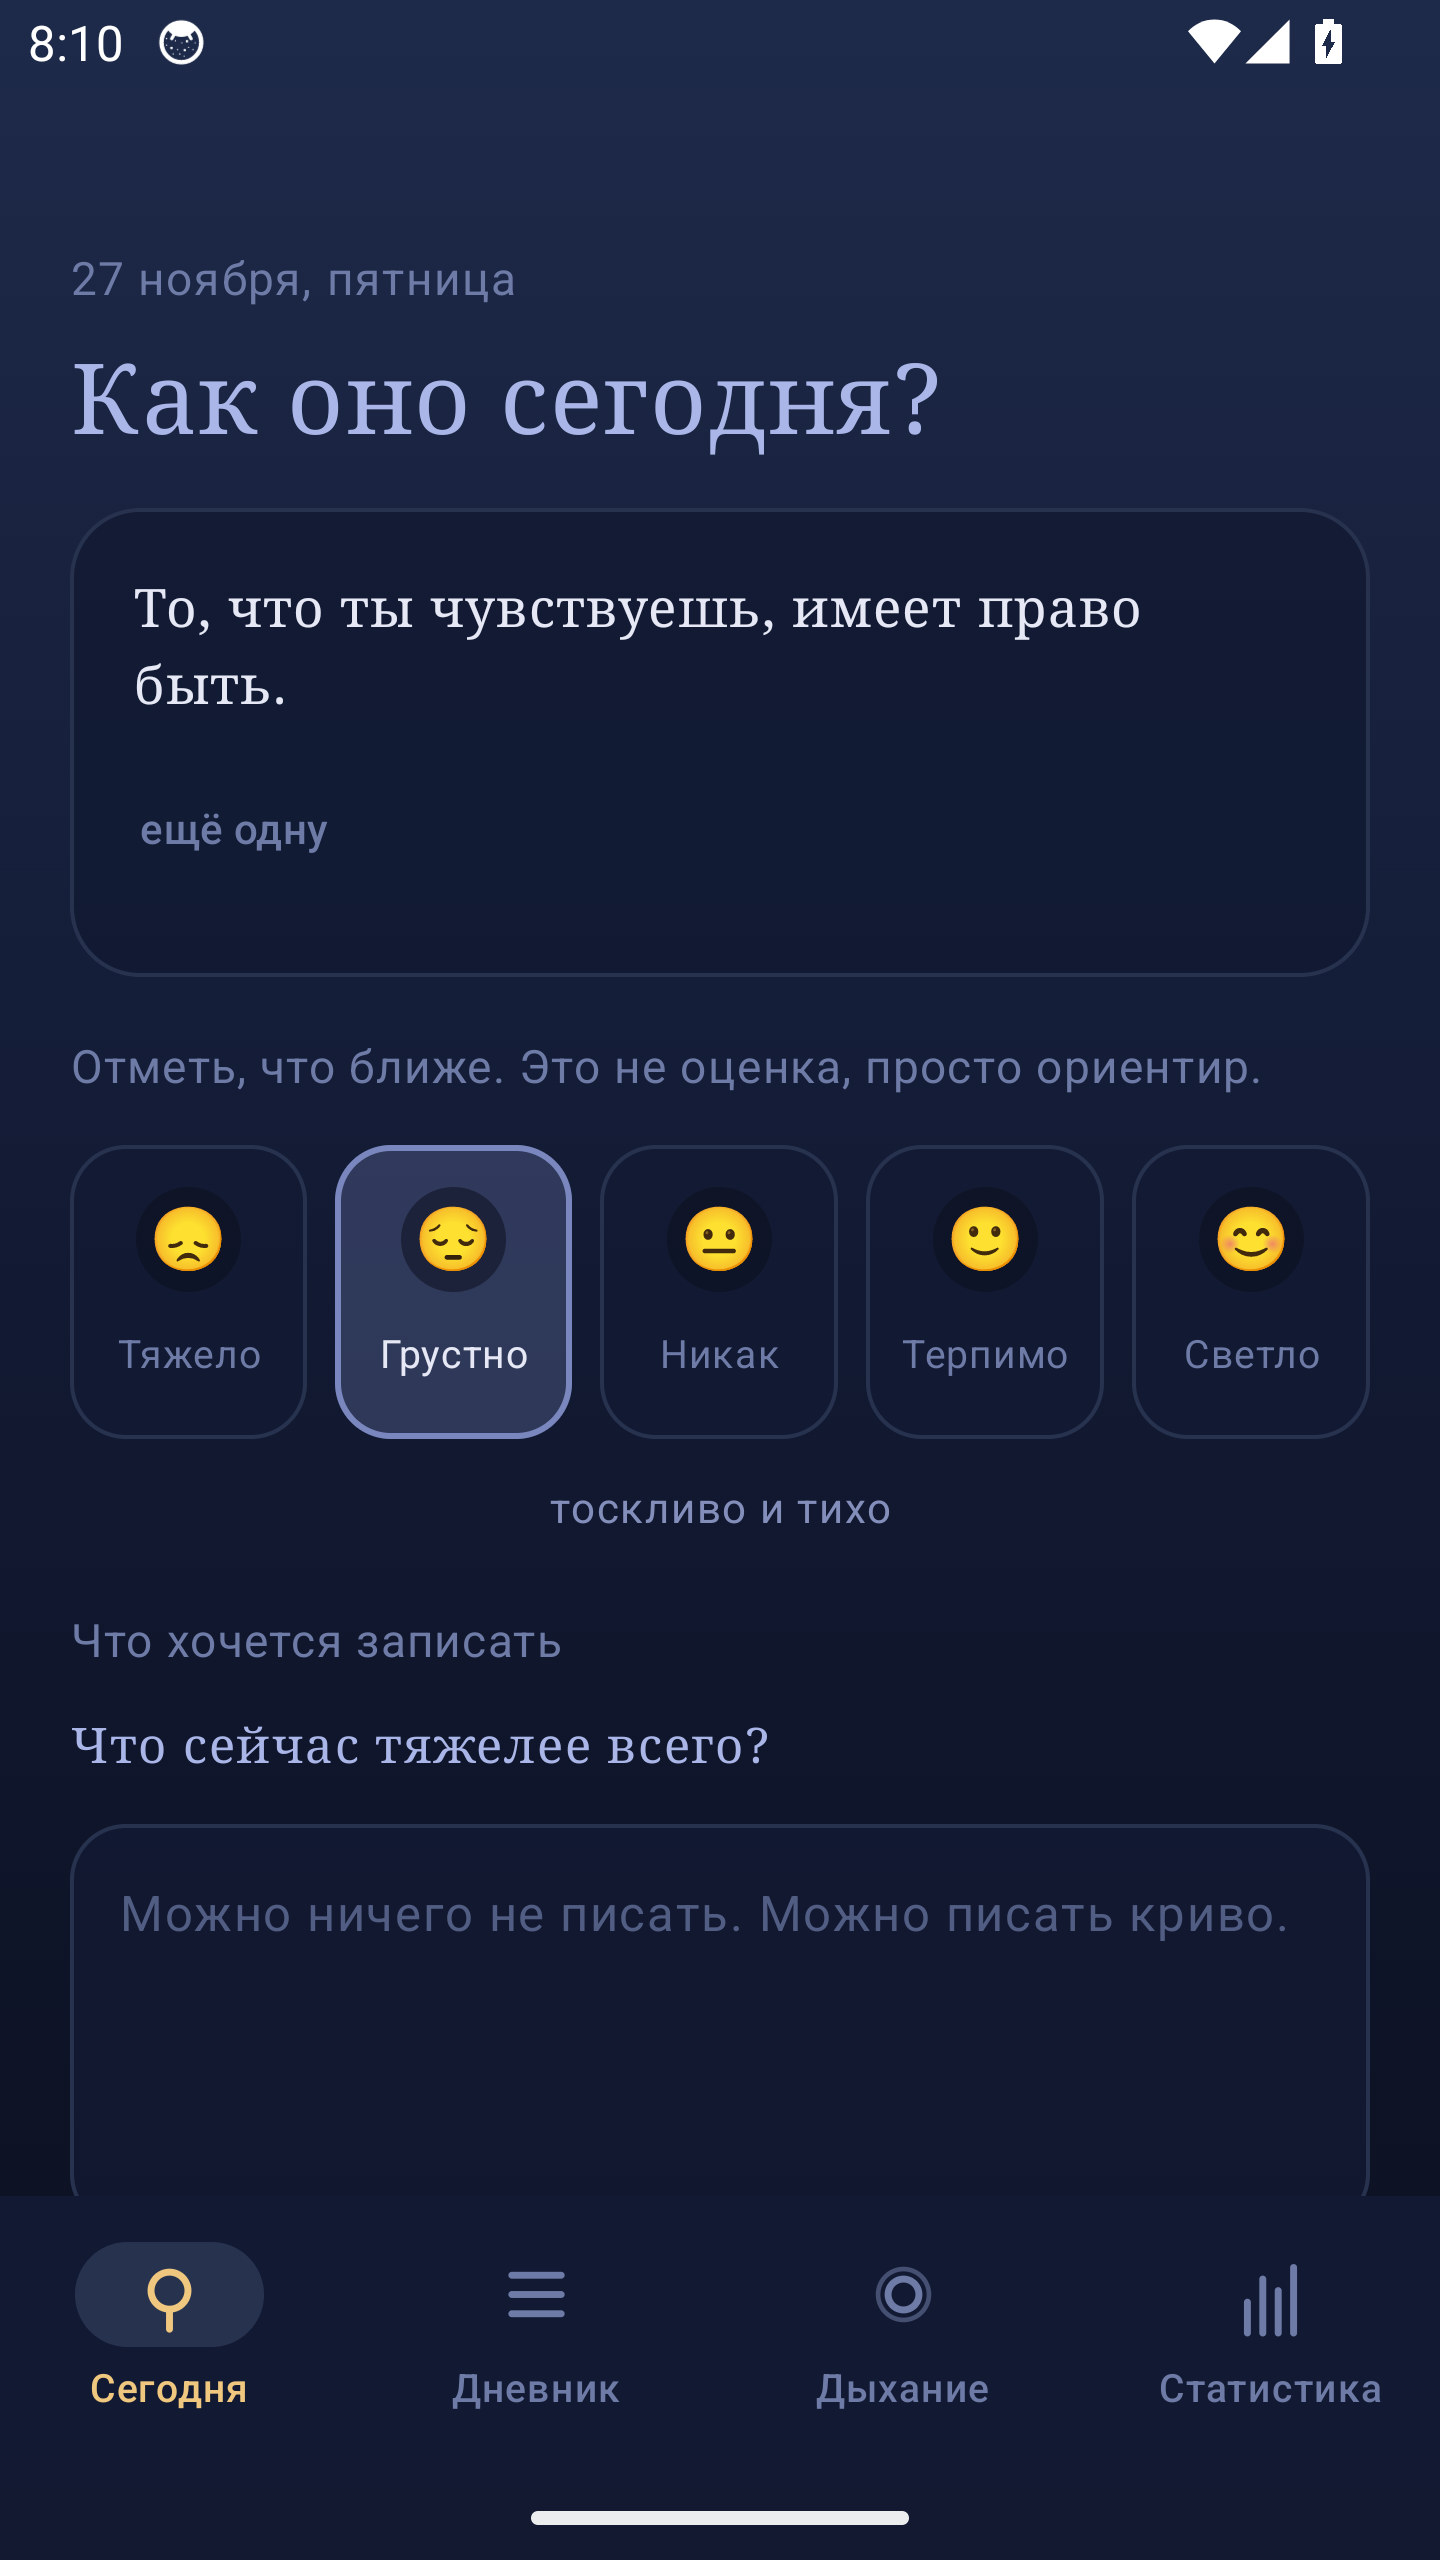 8:10
27 ноября, пятница
Как оно сегодня?
То, что ты чувствуешь, имеет право
быть.
ещё одну
Отметь, что ближе. Это не оценка, просто ориентир.
Тяжело
Грустно
Никак
Терпимо
Светло
тоскливо и тихо
Что хочется записать
Что сейчас тяжелее всего?
Можно ничего не писать. Можно писать криво.
Сегодня
Дневник
Дыхание
Статистика